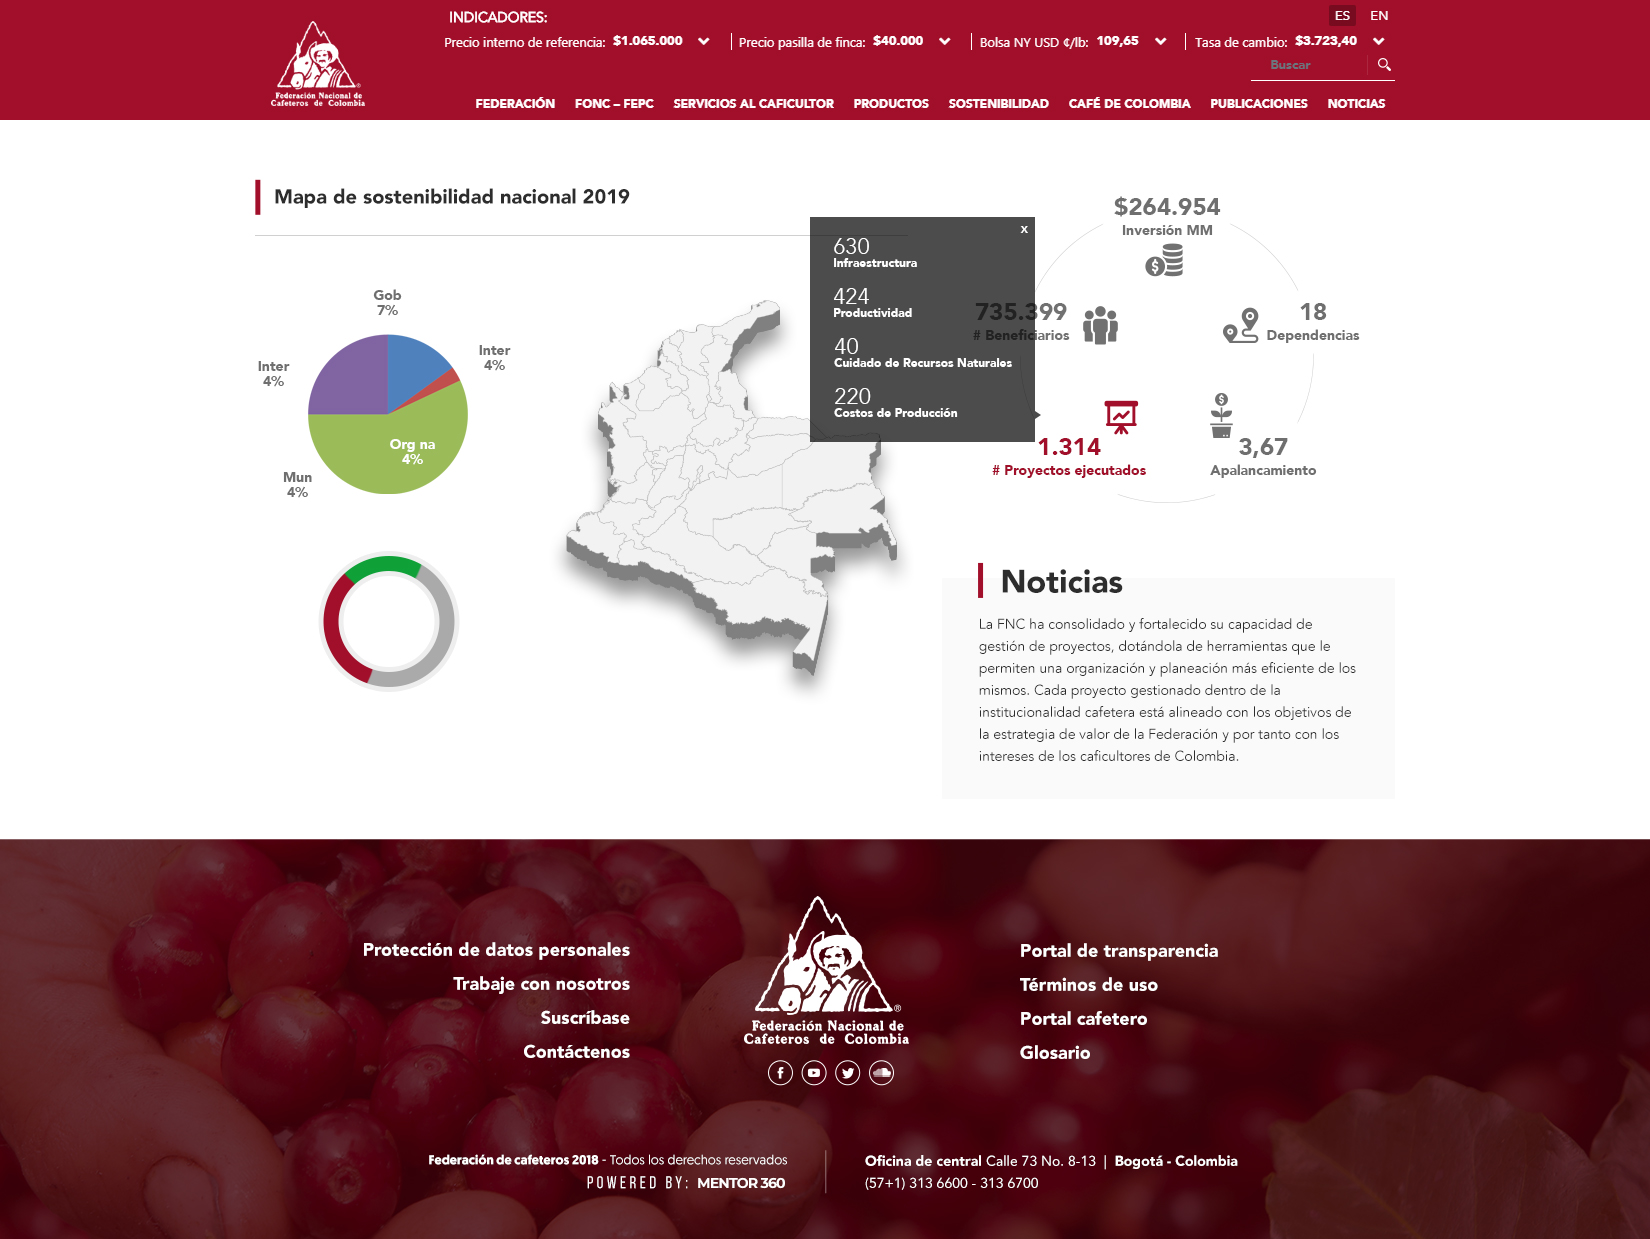 INDICADORES:
ES EN
Precio interno de referencia: $1.065.000
Precio pasilla de finca: $40.000
Bolsa NY USD ¢/lb: 109,65
Tasa de cambio: $3.723,40
Buscar
Federación Nacional de
Cafeteros de Colombia
FEDERACIÓN FONC – FEPC SERVICIOS AL CAFICULTOR PRODUCTOS SOSTENIBILIDAD CAFÉ DE COLOMBIA PUBLICACIONES NOTICIAS
Mapa de sostenibilidad nacional 2019
Gob
7%
Inter
4%
Inter
4%
Org na
4%
Mun
4%
x
630
Infraestructura
424
Productividad
40
Cuidado de Recursos Naturales
220
Costos de Producción
$264.954
Inversión MM
735.399
# Beneficiarios
18
Dependencias
1.314
# Proyectos ejecutados
3,67
Apalancamiento
Noticias
La FNC ha consolidado y fortalecido su capacidad de
gestión de proyectos, dotándola de herramientas que le
permiten una organización y planeación más eficiente de los
mismos. Cada proyecto gestionado dentro de la
institucionalidad cafetera está alineado con los objetivos de
la estrategia de valor de la Federación y por tanto con los
intereses de los caficultores de Colombia.
Protección de datos personales
Trabaje con nosotros
Suscríbase
Contáctenos
Federación Nacional de
Cafeteros de Colombia
®
Portal de transparencia
Términos de uso
Portal cafetero
Glosario
Federación de cafeteros 2018 - Todos los derechos reservados
POWERED BY: MENTOR 360
Oficina de central Calle 73 No. 8-13 | Bogotá - Colombia
(57+1) 313 6600 - 313 6700